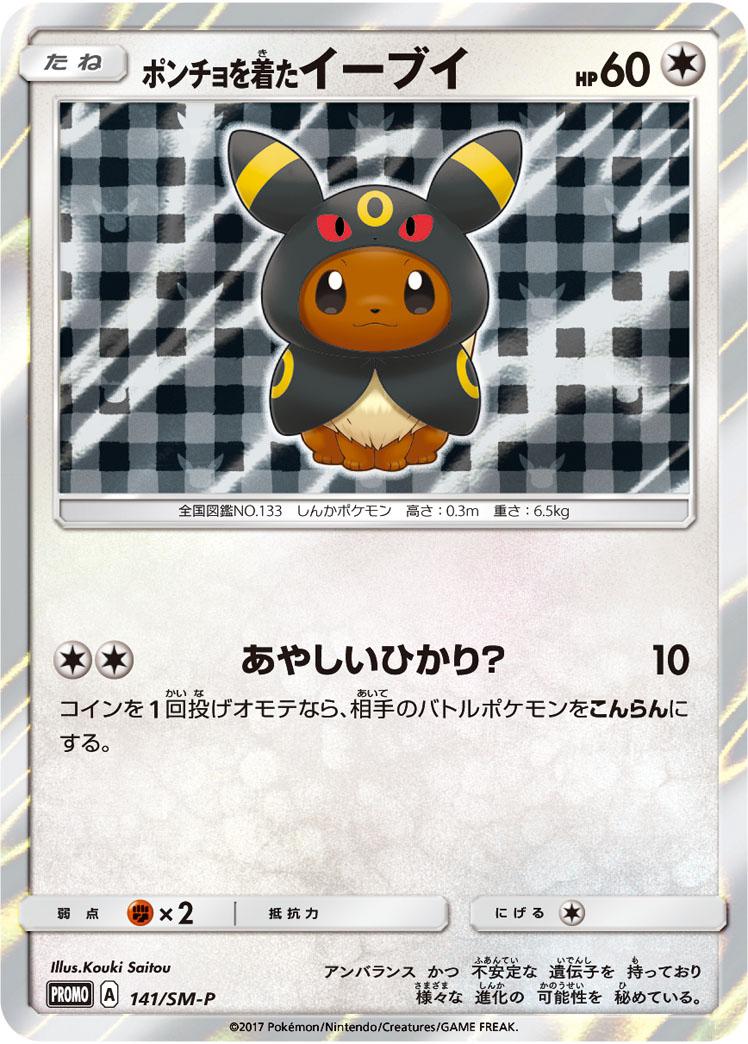 たね
ポンチョを着たイーブイ HP60
全国図鑑NO.133 しんかポケモン 高さ：0.3m 重さ：6.5kg
あやしいひかり？ 10
コインを1回投げオモテなら、相手のバトルポケモンをこんらんに
する。
弱点 ×2 抵抗力 にげる
Illus.Kouki Saitou
アンバランス かつ 不安定な 遺伝子を 持っており
様々な 進化の 可能性を 秘めている。
PROMO A 141/SM-P
©2017 Pokémon/Nintendo/Creatures/GAME FREAK.